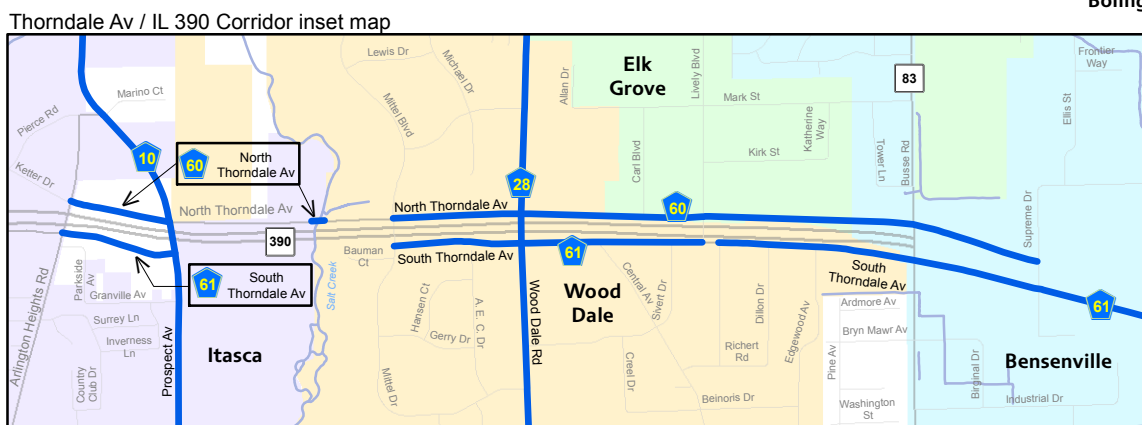 Boling
Thorndale Av / IL 390 Corridor inset map
Lewis Dr
Michael Dr
Mittel Blvd
Allan Dr
Elk
Grove
Lively Blvd
Mark St
83
Frontier
Way
Ellis St
Marino Ct
Pierce Rd
Ketter Dr
10
60
North
Thorndale Av
28
Carl Blvd
Kirk St
Katherine
Way
Tower Ln
Busse Rd
North Thorndale Av
North Thorndale Av
60
Supreme Dr
390
Bauman
Ct
South Thorndale Av
61
South
Thorndale Av
61
Arlington Heights Rd
Parkside
Av
Granville Av
61
South
Thorndale Av
Salt Creek
Surrey Ln
Inverness
Ln
Country
Club Dr
Prospect Av
Itasca
Hansen Ct
A.E.C. Dr
Gerry Dr
Mittel Dr
Wood Dale Rd
Wood
Dale
Central Av
Sivert Dr
Creel Dr
Dillon Dr
Richert
Rd
Edgewood Av
Beinoris Dr
Ardmore Av
Bryn Mawr Av
Pine Av
Washington
St
Birginal Dr
Bensenville
Industrial Dr